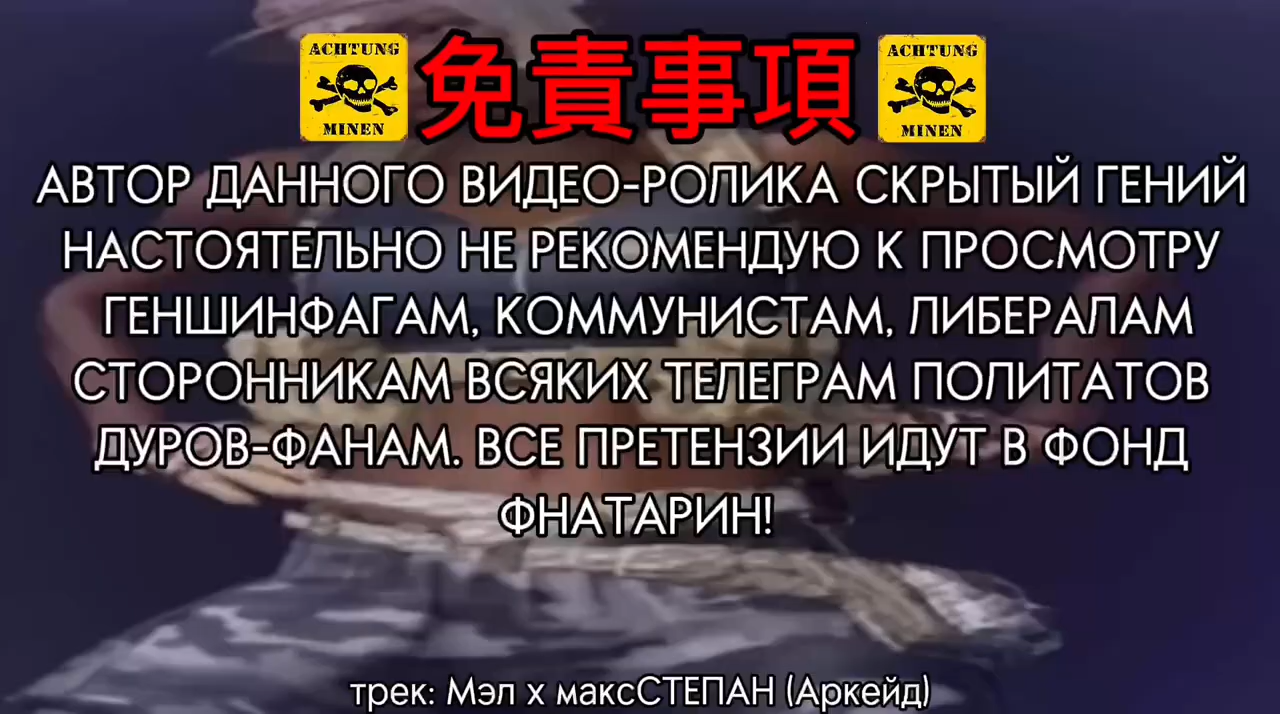 ACHTUNG MINEN
免責事項
ACHTUNG MINEN
АВТОР ДАННОГО ВИДЕО-РОЛИКА СКРЫТЫЙ ГЕНИЙ
НАСТОЯТЕЛЬНО НЕ РЕКОМЕНДУЮ К ПРОСМОТРУ
ГЕНШИНФАГАМ, КОММУНИСТАМ, ЛИБЕРАЛАМ
СТОРОННИКАМ ВСЯКИХ ТЕЛЕГРАМ ПОЛИТАТОВ
ДУРОВ-ФАНАМ. ВСЕ ПРЕТЕНЗИИ ИДУТ В ФОНД
ФНАТАРИН!
трек: Мэл х максСТЕПАН (Аркейд)